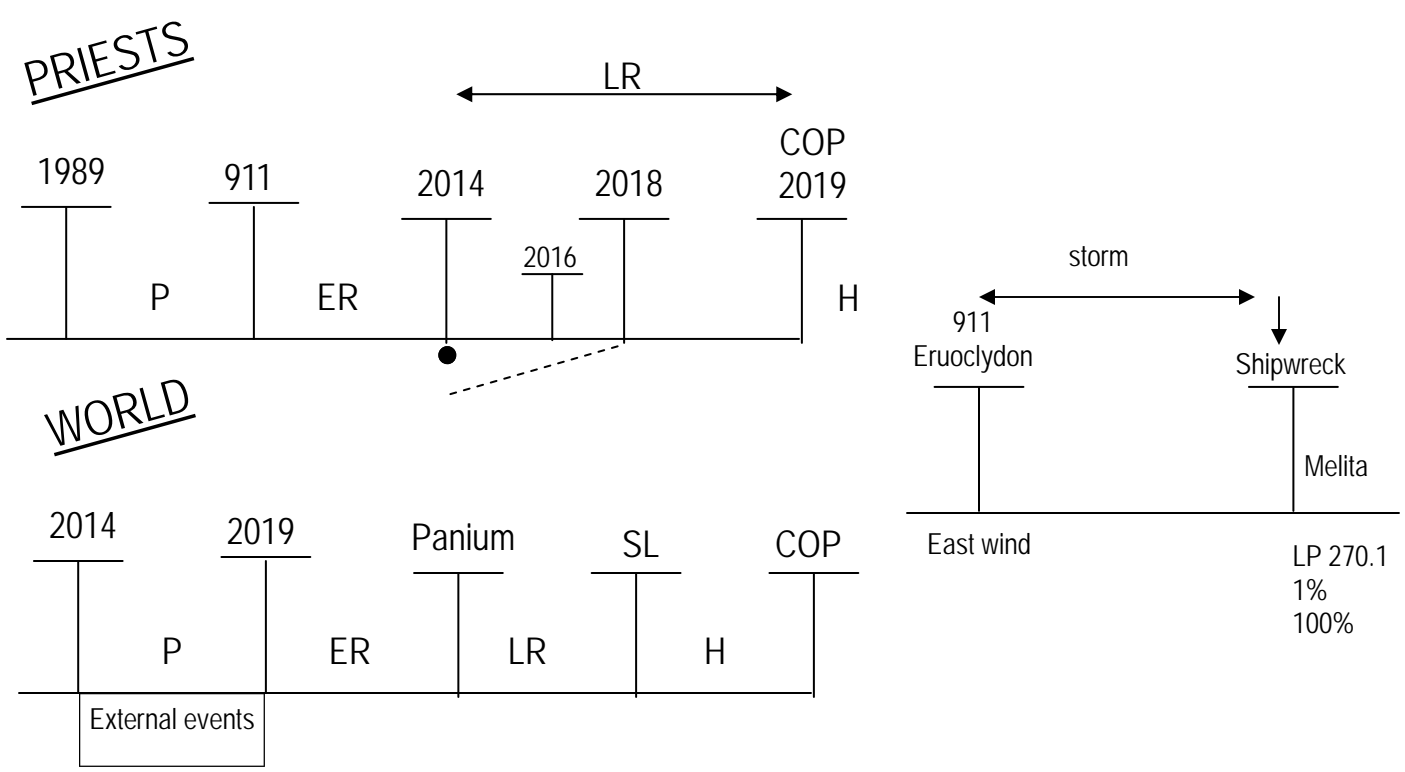 PRIESTS
LR
1989
911
2014
2018
COP
2019
2016
P
ER
H
WORLD
2014
2019
Panium
SL
COP
P
ER
LR
H
External events
storm
911
Eruoclydon
Shipwreck
Melita
East wind
LP 270.1
1%
100%